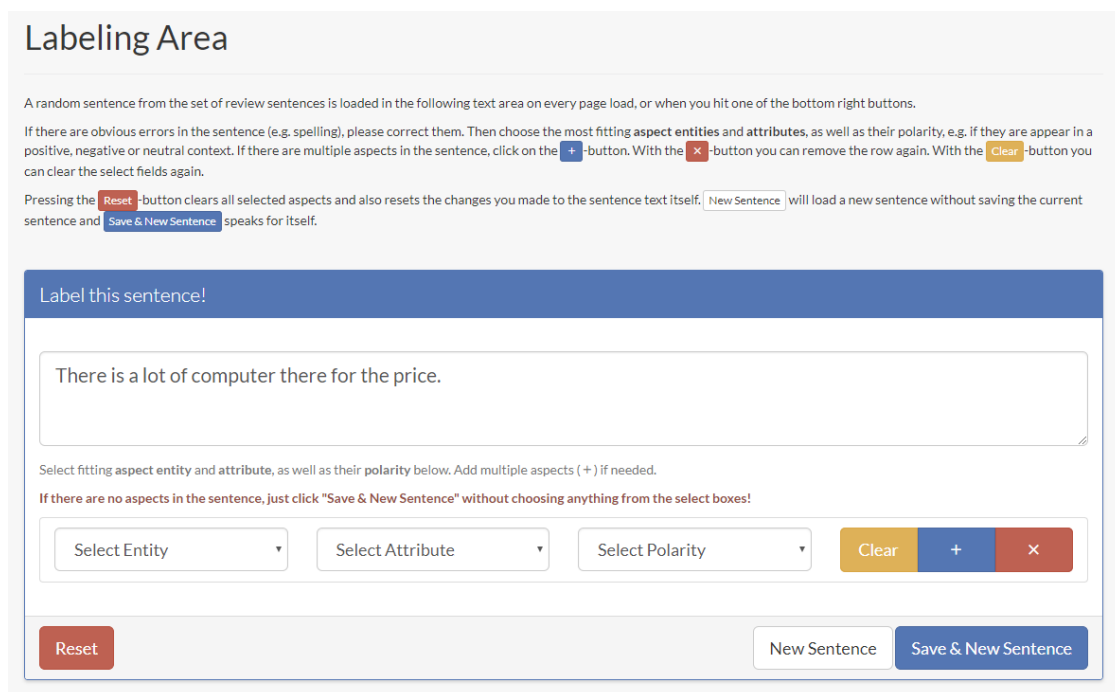 Labeling Area
A random sentence from the set of review sentences is loaded in the following text area on every page load, or when you hit one of the bottom right buttons.
If there are obvious errors in the sentence (e.g. spelling), please correct them. Then choose the most fitting aspect entities and attributes, as well as their polarity, e.g. if they are appear in a
positive, negative or neutral context. If there are multiple aspects in the sentence, click on the + -button. With the × -button you can remove the row again. With the Clear -button you
can clear the select fields again.
Pressing the Reset -button clears all selected aspects and also resets the changes you made to the sentence text itself. New Sentence will load a new sentence without saving the current
sentence and Save & New Sentence speaks for itself.
Label this sentence!
There is a lot of computer there for the price.
Select fitting aspect entity and attribute, as well as their polarity below. Add multiple aspects (+) if needed.
If there are no aspects in the sentence, just click "Save & New Sentence" without choosing anything from the select boxes!
Select Entity Select Attribute Select Polarity Clear + ×
Reset New Sentence Save & New Sentence